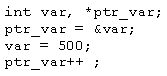 int var, *ptr_var;
ptr_var = &var;
var = 500;
ptr_var++ ;